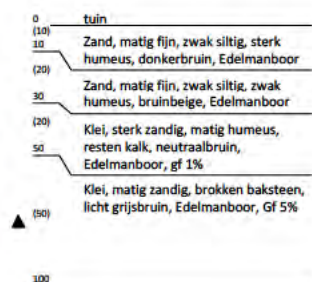 0 tuin
(10)
10 Zand, matig fijn, zwak siltig, sterk
humeus, donkerbruin, Edelmanboor
(20)
Zand, matig fijn, zwak siltig, zwak
30 humeus, bruinbeige, Edelmanboor
(20) Klei, sterk zandig, matig humeus,
resten kalk, neutraalbruin,
50 Edelmanboor, gf 1%
Klei, matig zandig, brokken baksteen,
licht grijsbruin, Edelmanboor, Gf 5%
(50)
100